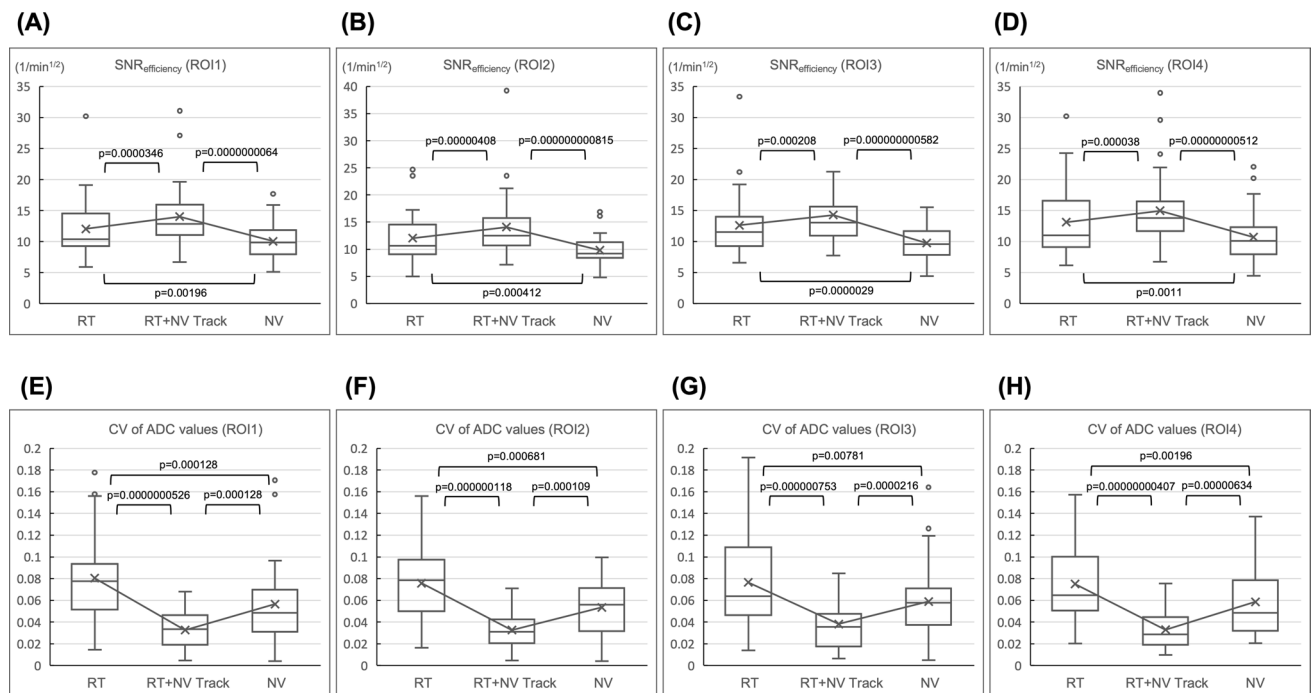 (A)
(1/min1/2)
SNRefficiency (ROI1)
35
30
25
20
15
10
5
0
p=0.0000346
p=0.0000000064
p=0.00196
RT
RT+NV Track
NV
(B)
(1/min1/2)
SNRefficiency (ROI2)
40
35
30
25
20
15
10
5
0
p=0.00000408
p=0.000000000815
p=0.000412
RT
RT+NV Track
NV
(C)
(1/min1/2)
SNRefficiency (ROI3)
35
30
25
20
15
10
5
0
p=0.000208
p=0.000000000582
p=0.0000029
RT
RT+NV Track
NV
(D)
(1/min1/2)
SNRefficiency (ROI4)
35
30
25
20
15
10
5
0
p=0.000038
p=0.00000000512
p=0.0011
RT
RT+NV Track
NV
(E)
CV of ADC values (ROI1)
0.2
0.18
0.16
0.14
0.12
0.1
0.08
0.06
0.04
0.02
0
p=0.000128
p=0.0000000526
p=0.000128
RT
RT+NV Track
NV
(F)
CV of ADC values (ROI2)
0.2
0.18
0.16
0.14
0.12
0.1
0.08
0.06
0.04
0.02
0
p=0.000681
p=0.000000118
p=0.000109
RT
RT+NV Track
NV
(G)
CV of ADC values (ROI3)
0.2
0.18
0.16
0.14
0.12
0.1
0.08
0.06
0.04
0.02
0
p=0.00781
p=0.000000753
p=0.0000216
RT
RT+NV Track
NV
(H)
CV of ADC values (ROI4)
0.2
0.18
0.16
0.14
0.12
0.1
0.08
0.06
0.04
0.02
0
p=0.00196
p=0.00000000407
p=0.00000634
RT
RT+NV Track
NV